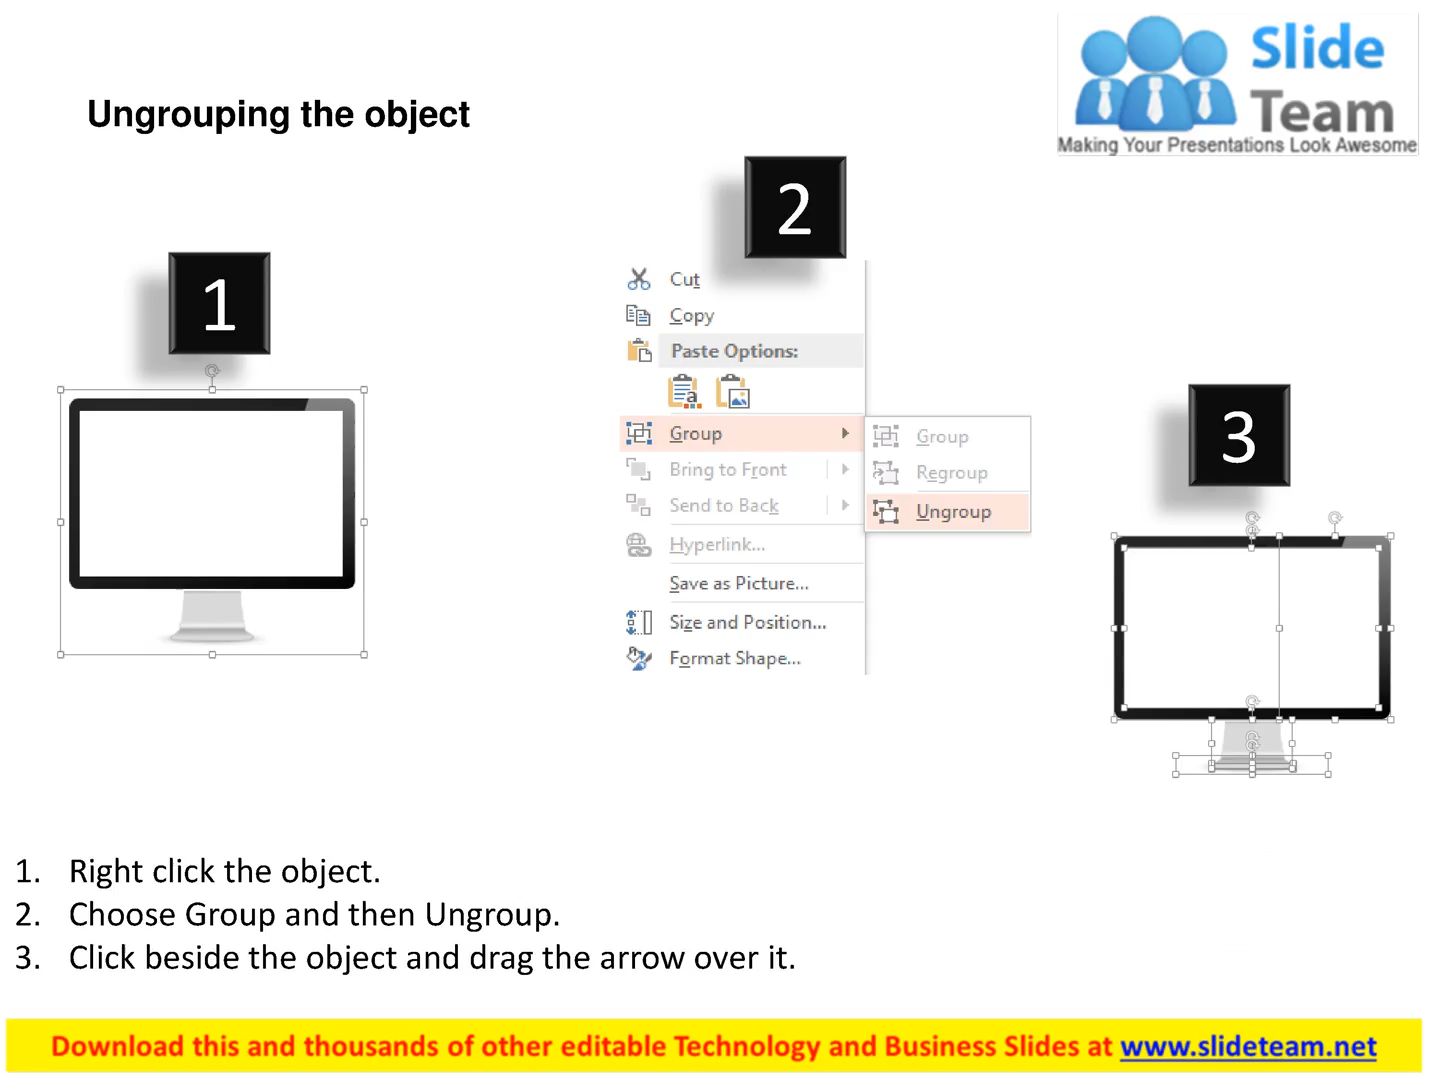 Slide
Team
Making Your Presentations Look Awesome
Ungrouping the object
1
2
3
Cut
Copy
Paste Options:
a
Group
Bring to Front
Send to Back
Hyperlink...
Save as Picture...
Size and Position...
Format Shape...
Group
Regroup
Ungroup
1. Right click the object.
2. Choose Group and then Ungroup.
3. Click beside the object and drag the arrow over it.
Download this and thousands of other editable Technology and Business Slides at www.slideteam.net